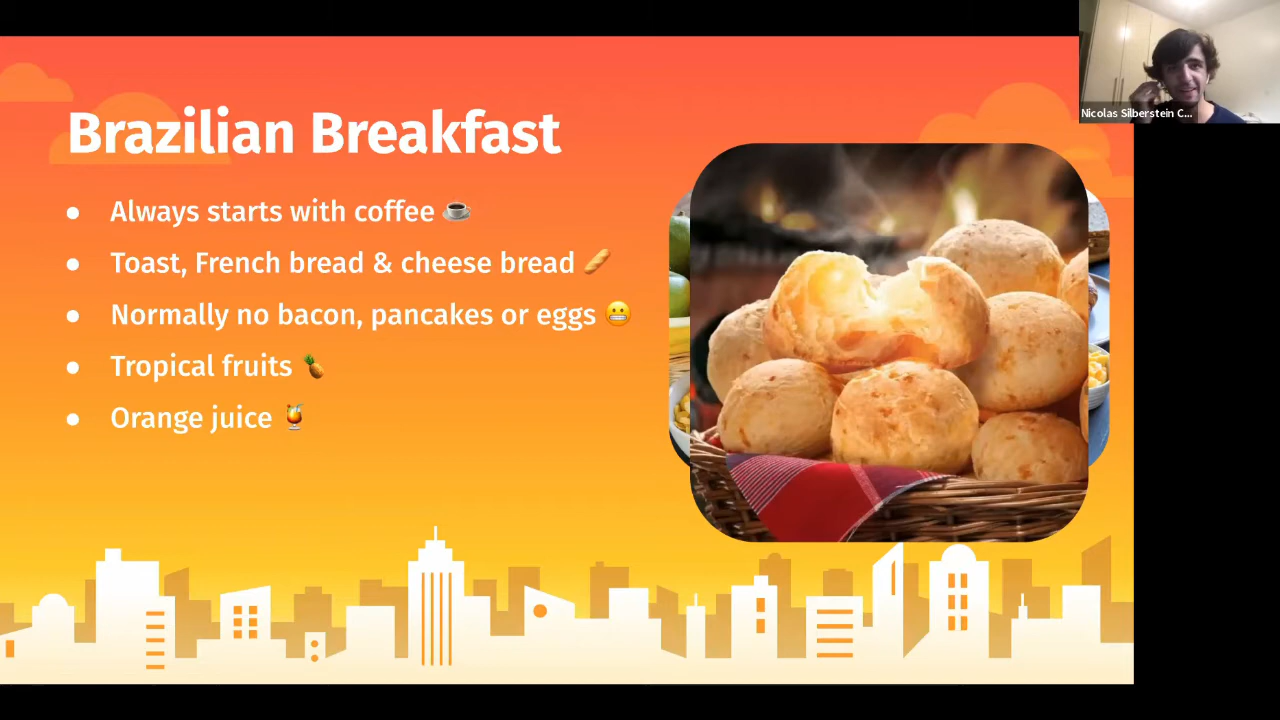 Brazilian Breakfast
● Always starts with coffee ☕
● Toast, French bread & cheese bread 🥖
● Normally no bacon, pancakes or eggs 😬
● Tropical fruits 🍍
● Orange juice 🍹
Nicolas Silberstein C...